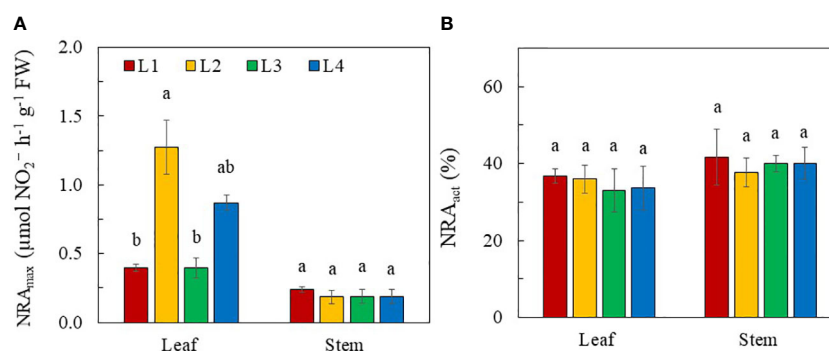 A
NRAmax (μmol NO2⁻ h-1 g-1 FW)
2.0
1.5
1.0
0.5
0.0
L1 L2 L3 L4
b a b ab
a a a a
Leaf Stem
B
NRAact (%)
60
40
20
0
a a a a
a a a a
Leaf Stem